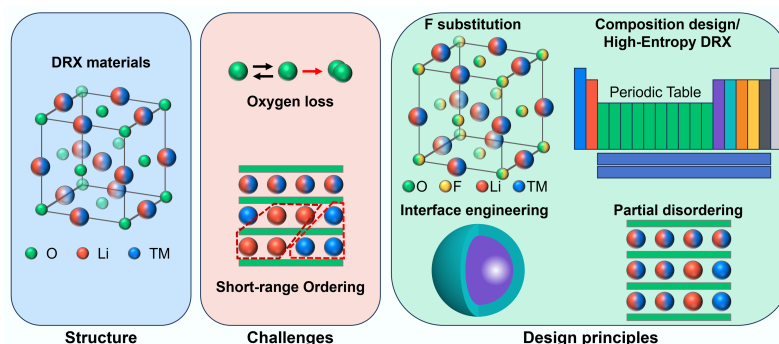 DRX materials
O Li TM
Structure
Oxygen loss
Short-range Ordering
Challenges
F substitution
O F Li TM
Composition design/
High-Entropy DRX
Periodic Table
Interface engineering
Partial disordering
Design principles